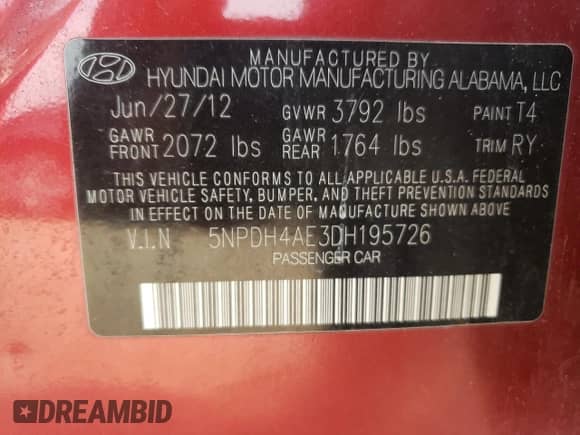 MANUFACTURED BY
HYUNDAI MOTOR MANUFACTURING ALABAMA, LLC
Jun/27/12 GVWR 3792 lbs PAINT T4
GAWR FRONT 2072 lbs GAWR REAR 1764 lbs TRIM RY
THIS VEHICLE CONFORMS TO ALL APPLICABLE U.S.A. FEDERAL
MOTOR VEHICLE SAFETY, BUMPER, AND THEFT PREVENTION STANDARDS
IN EFFECT ON THE DATE OF MANUFACTURE SHOWN ABOVE.
V.I.N 5NPDH4AE3DH195726
PASSENGER CAR
DREAMBID